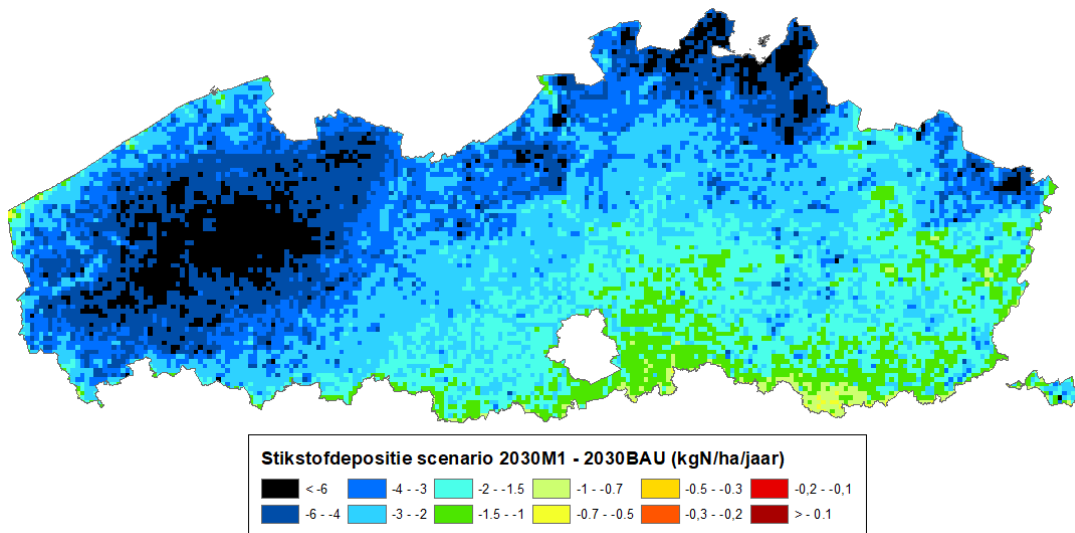 Stikstofdepositie scenario 2030M1 - 2030BAU (kgN/ha/jaar)
< -6 -4 - -3 -2 - -1.5 -1 - -0.7 -0.5 - -0.3 -0,2 - -0,1
-6 - -4 -3 - -2 -1.5 - -1 -0.7 - -0.5 -0,3 - -0,2 > - 0.1